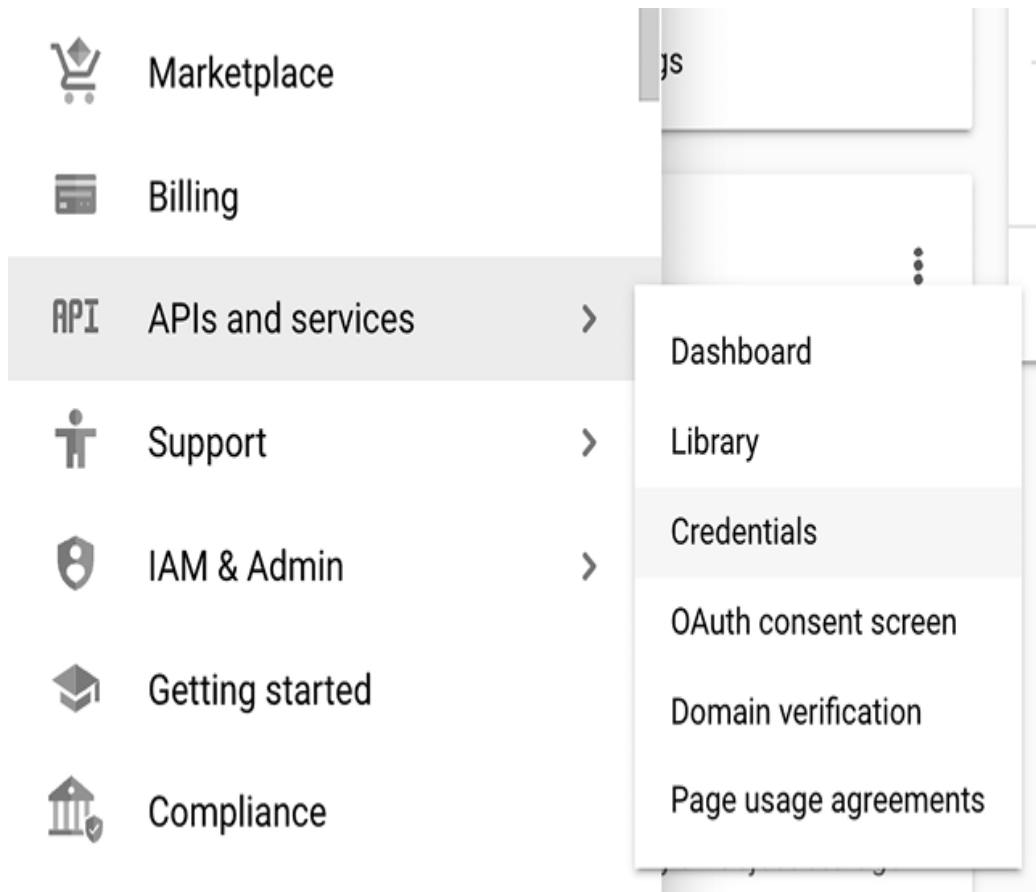 Marketplace
gs
Billing
API APIs and services
Dashboard
Library
Support
Credentials
IAM & Admin
OAuth consent screen
Getting started
Domain verification
Page usage agreements
Compliance